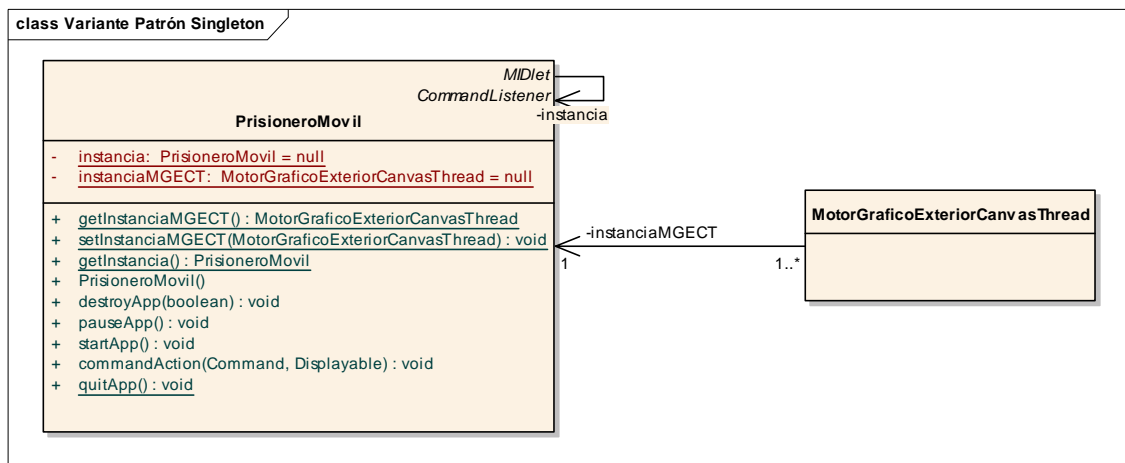 class Variante Patrón Singleton
MIDlet
CommandListener
-instancia
PrisioneroMovil
- instancia: PrisioneroMovil = null
- instanciaMGECT: MotorGraficoExteriorCanvasThread = null
+ getInstanciaMGECT() : MotorGraficoExteriorCanvasThread
+ setInstanciaMGECT(MotorGraficoExteriorCanvasThread) : void
+ getInstancia() : PrisioneroMovil
+ PrisioneroMovil()
+ destroyApp(boolean) : void
+ pauseApp() : void
+ startApp() : void
+ commandAction(Command, Displayable) : void
+ quitApp() : void
-instanciaMGECT
1
1..*
MotorGraficoExteriorCanvasThread